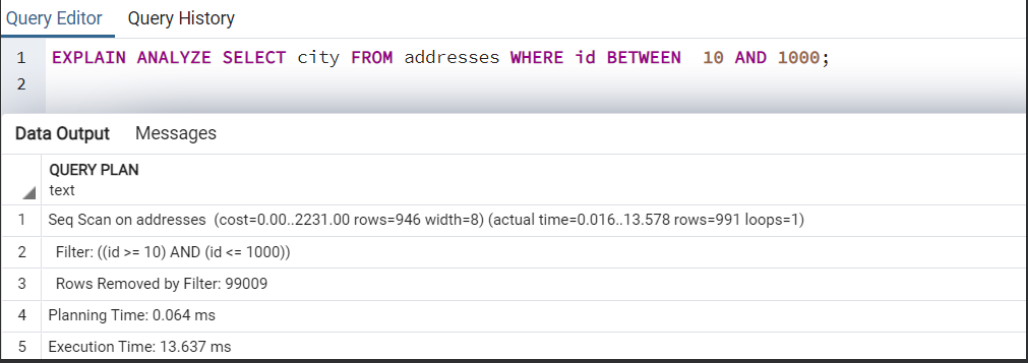 Query Editor Query History
1 EXPLAIN ANALYZE SELECT city FROM addresses WHERE id BETWEEN  10 AND 1000;
2
Data Output Messages
QUERY PLAN
text
1 Seq Scan on addresses  (cost=0.00..2231.00 rows=946 width=8) (actual time=0.016..13.578 rows=991 loops=1)
2 Filter: ((id >= 10) AND (id <= 1000))
3 Rows Removed by Filter: 99009
4 Planning Time: 0.064 ms
5 Execution Time: 13.637 ms